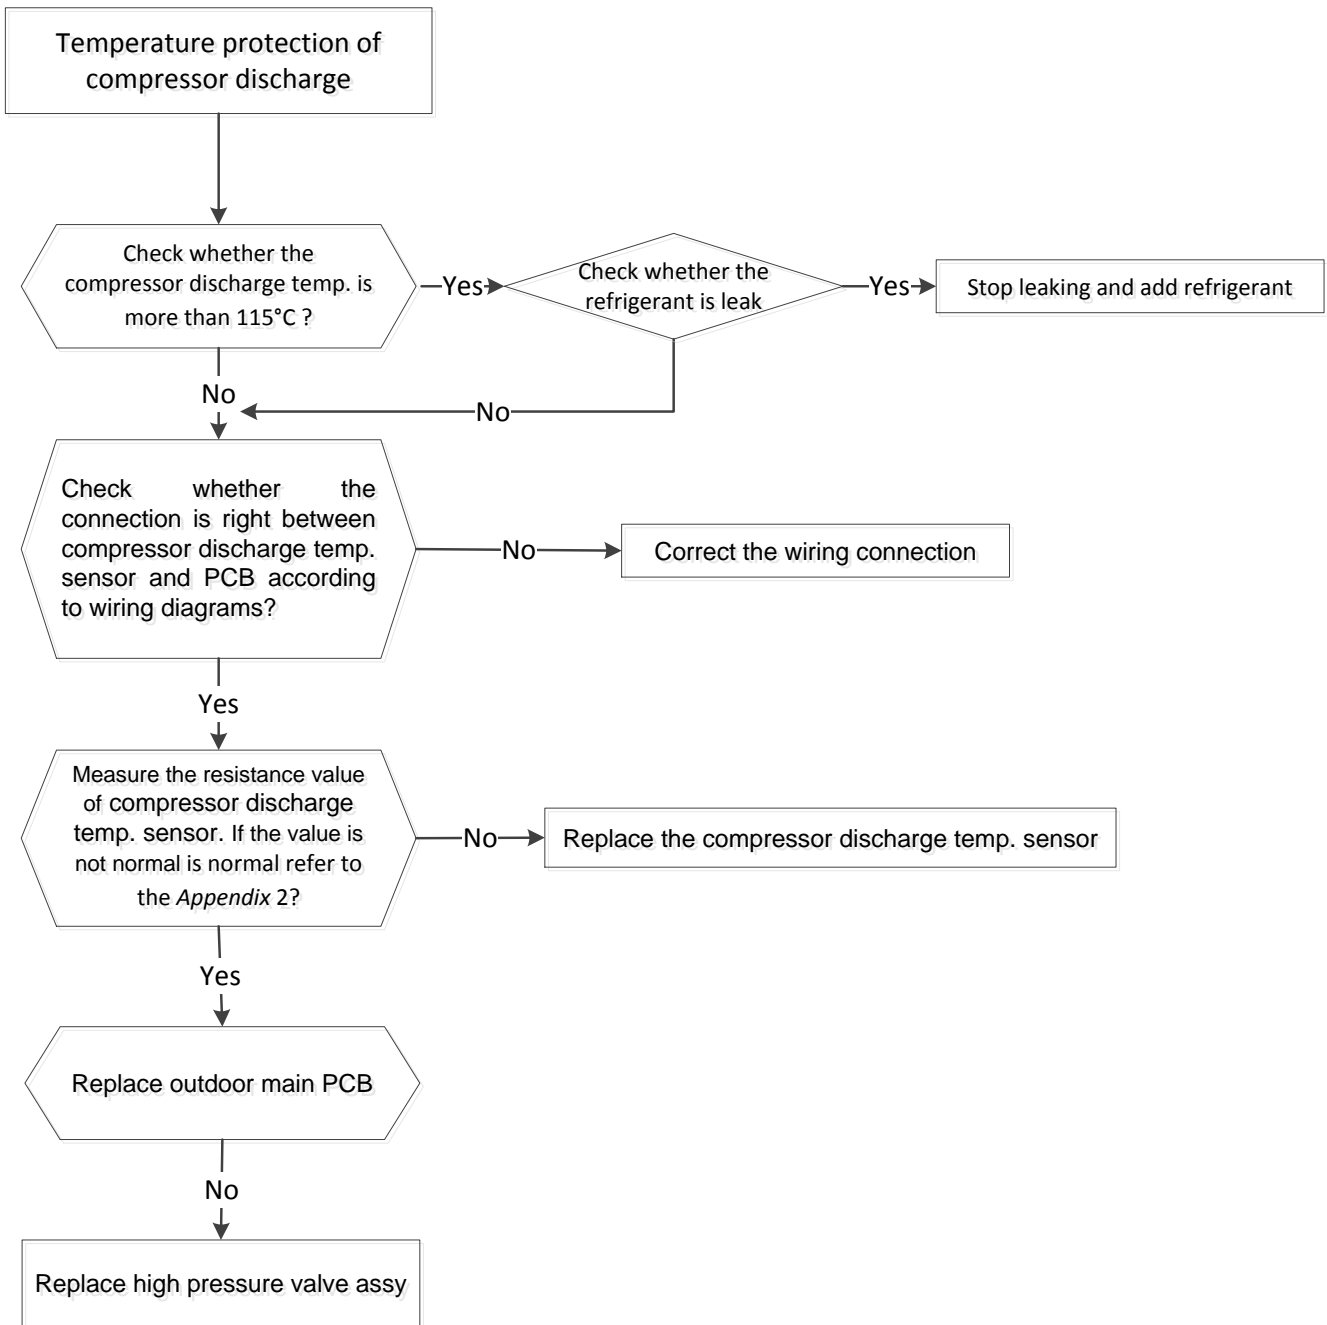 Temperature protection of
compressor discharge
Check whether the
compressor discharge temp. is
more than 115°C ?
Yes
Check whether the
refrigerant is leak
Yes
Stop leaking and add refrigerant
No
No
Check whether the
connection is right between
compressor discharge temp.
sensor and PCB according
to wiring diagrams?
No
Correct the wiring connection
Yes
Measure the resistance value
of compressor discharge
temp. sensor. If the value is
not normal is normal refer to
the Appendix 2?
No
Replace the compressor discharge temp. sensor
Yes
Replace outdoor main PCB
No
Replace high pressure valve assy